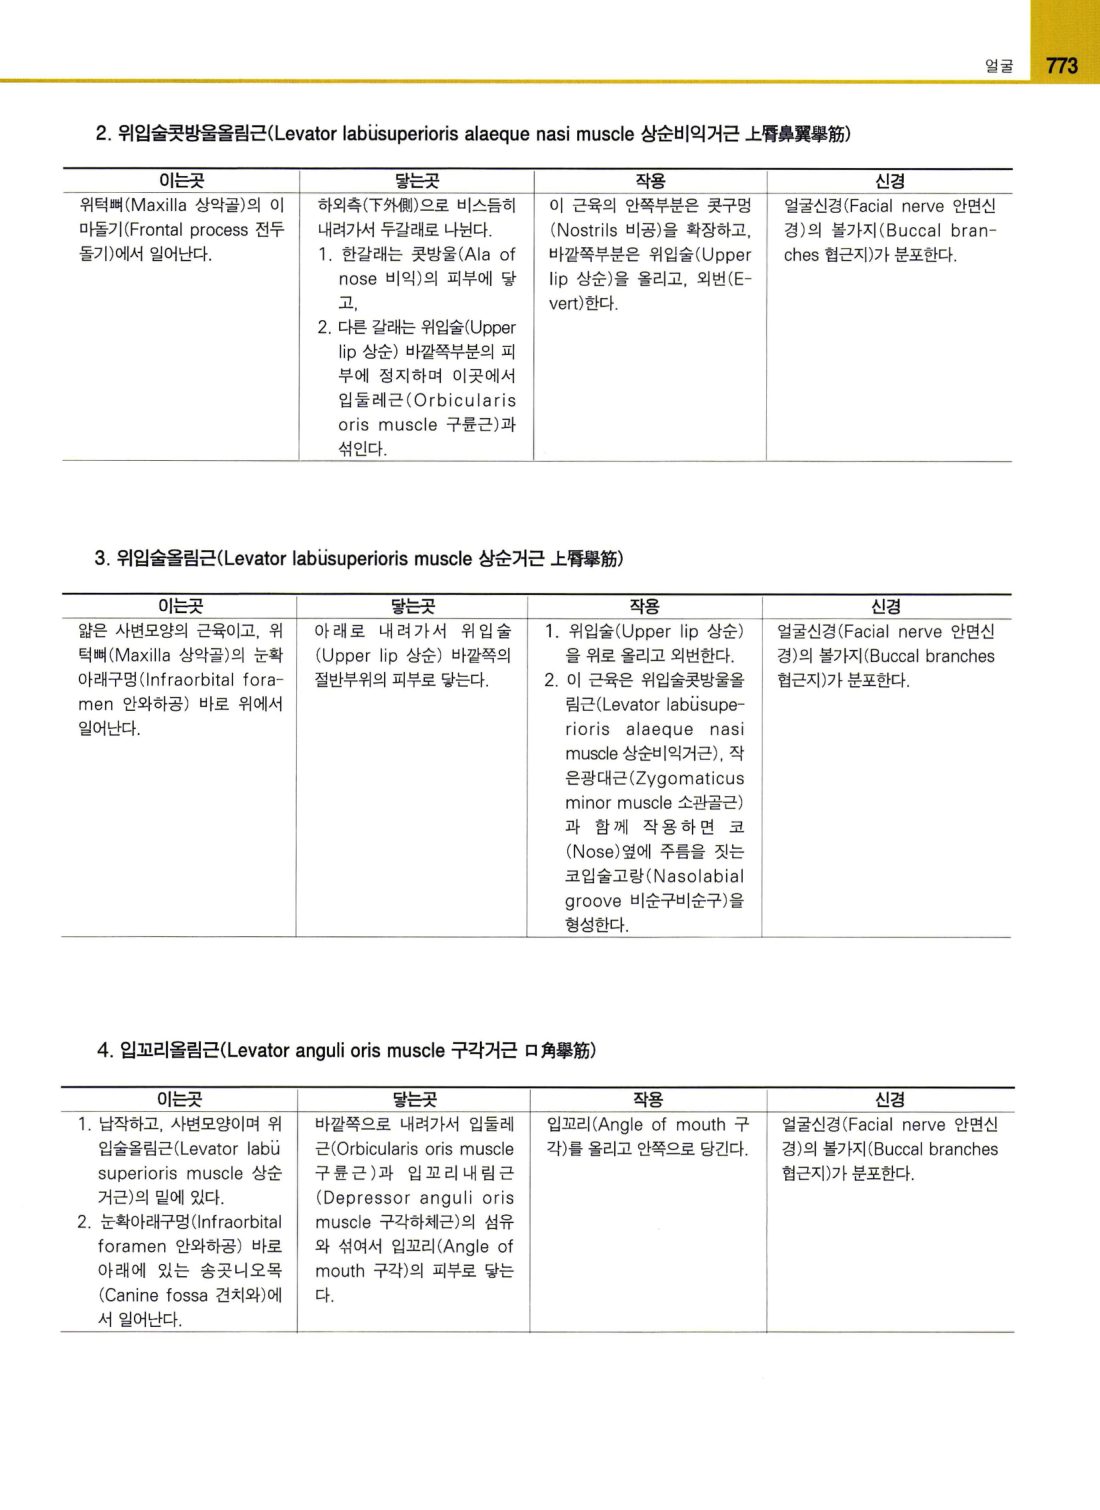 얼굴 773
2. 위입술콧방울올림근(Levator labüsuperioris alaeque nasi muscle 상순비익거근 上脣鼻翼擧筋)
이는곳
위턱뼈(Maxilla 상악골)의 이
마돌기(Frontal process 전두
돌기)에서 일어난다.
닿는곳
하외측(下外側)으로 비스듬히
내려가서 두갈래로 나뉜다.
1. 한갈래는 콧방울(Ala of
nose 비익)의 피부에 닿
고,
2. 다른 갈래는 위입술(Upper
lip 상순) 바깥쪽부분의 피
부에 정지하며 이곳에서
입둘레근(Orbicularis
oris muscle 구륜근)과
섞인다.
작용
이 근육의 안쪽부분은 콧구멍
(Nostrils 비공)을 확장하고,
바깥쪽부분은 위입술(Upper
lip 상순)을 올리고, 외번(E-
vert)한다.
신경
얼굴신경(Facial nerve 안면신
경)의 볼가지(Buccal bran-
ches 협근지)가 분포한다.
3. 위입술올림근(Levator labüsuperioris muscle 상순거근 上脣擧筋)
이는곳
얇은 사변모양의 근육이고, 위
턱뼈(Maxilla 상악골)의 눈확
아래구멍(Infraorbital fora-
men 안와하공) 바로 위에서
일어난다.
닿는곳
아래로 내려가서 위입술
(Upper lip 상순) 바깥쪽의
절반부위의 피부로 닿는다.
작용
1. 위입술(Upper lip 상순)
을 위로 올리고 외번한다.
2. 이 근육은 위입술콧방울올
림근(Levator labüsupe-
rioris alaeque nasi
muscle 상순비익거근), 작
은광대근(Zygomaticus
minor muscle 소관골근)
과 함께 작용하면 코
(Nose)옆에 주름을 짓는
코입술고랑(Nasolabial
groove 비순구비순구)을
형성한다.
신경
얼굴신경(Facial nerve 안면신
경)의 볼가지(Buccal branches
협근지)가 분포한다.
4. 입꼬리올림근(Levator anguli oris muscle 구각거근 口角擧筋)
이는곳
1. 납작하고, 사변모양이며 위
입술올림근(Levator labü
superioris muscle 상순
거근)의 밑에 있다.
2. 눈확아래구멍(Infraorbital
foramen 안와하공) 바로
아래에 있는 송곳니오목
(Canine fossa 견치와)에
서 일어난다.
닿는곳
바깥쪽으로 내려가서 입둘레
근(Orbicularis oris muscle
구륜근)과 입꼬리내림근
(Depressor anguli oris
muscle 구각하체근)의 섬유
와 섞여서 입꼬리(Angle of
mouth 구각)의 피부로 닿는
다.
작용
입꼬리(Angle of mouth 구
각)를 올리고 안쪽으로 당긴다.
신경
얼굴신경(Facial nerve 안면신
경)의 볼가지(Buccal branches
협근지)가 분포한다.